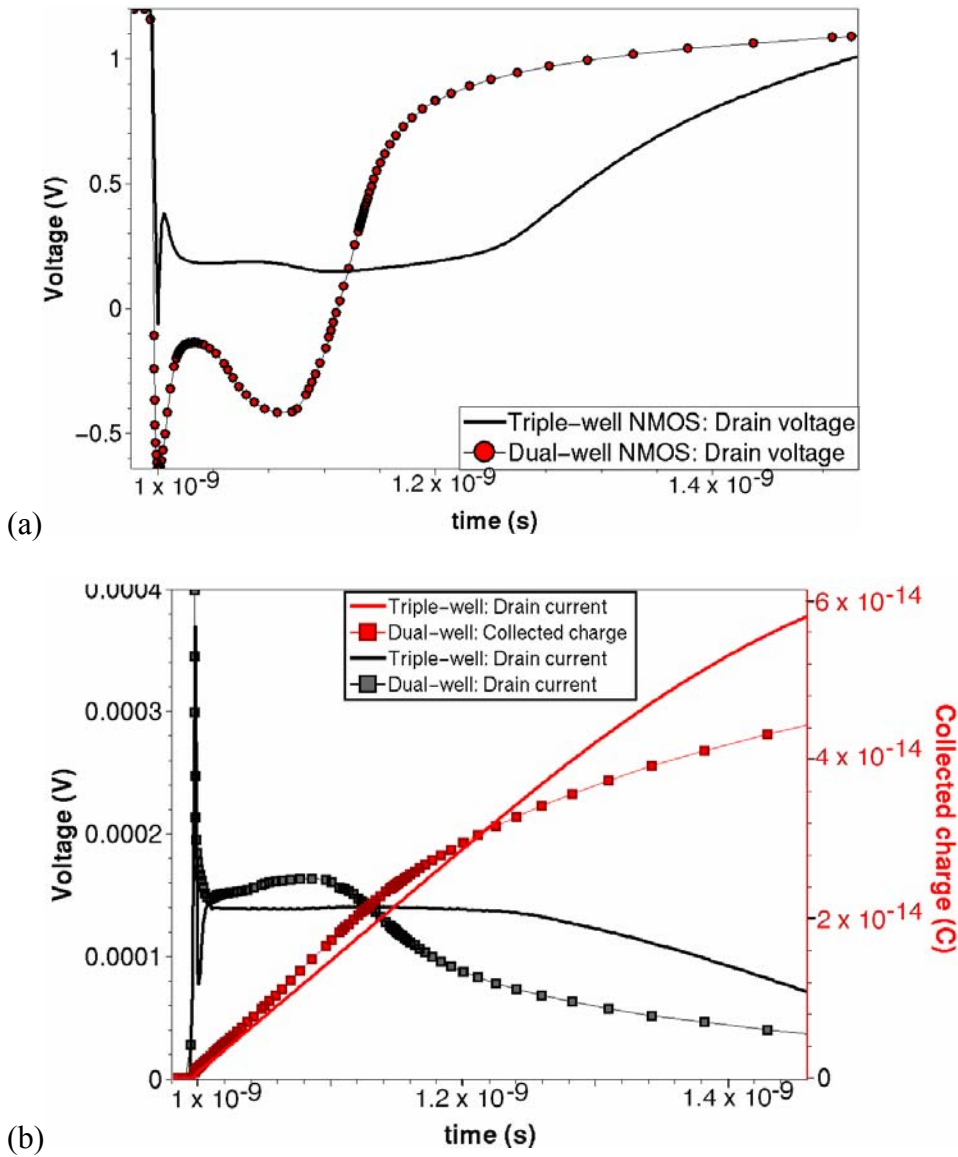 1
0.5
0
−0.5
Voltage (V)
Triple−well NMOS: Drain voltage
Dual−well NMOS: Drain voltage
1 x 10⁻⁹
1.2 x 10⁻⁹
1.4 x 10⁻⁹
time (s)
(a)
0.0004
0.0003
0.0002
0.0001
0
Voltage (V)
Triple−well: Drain current
Dual−well: Collected charge
Triple−well: Drain current
Dual−well: Drain current
6 x 10⁻¹⁴
4 x 10⁻¹⁴
2 x 10⁻¹⁴
0
Collected charge (C)
1 x 10⁻⁹
1.2 x 10⁻⁹
1.4 x 10⁻⁹
time (s)
(b)